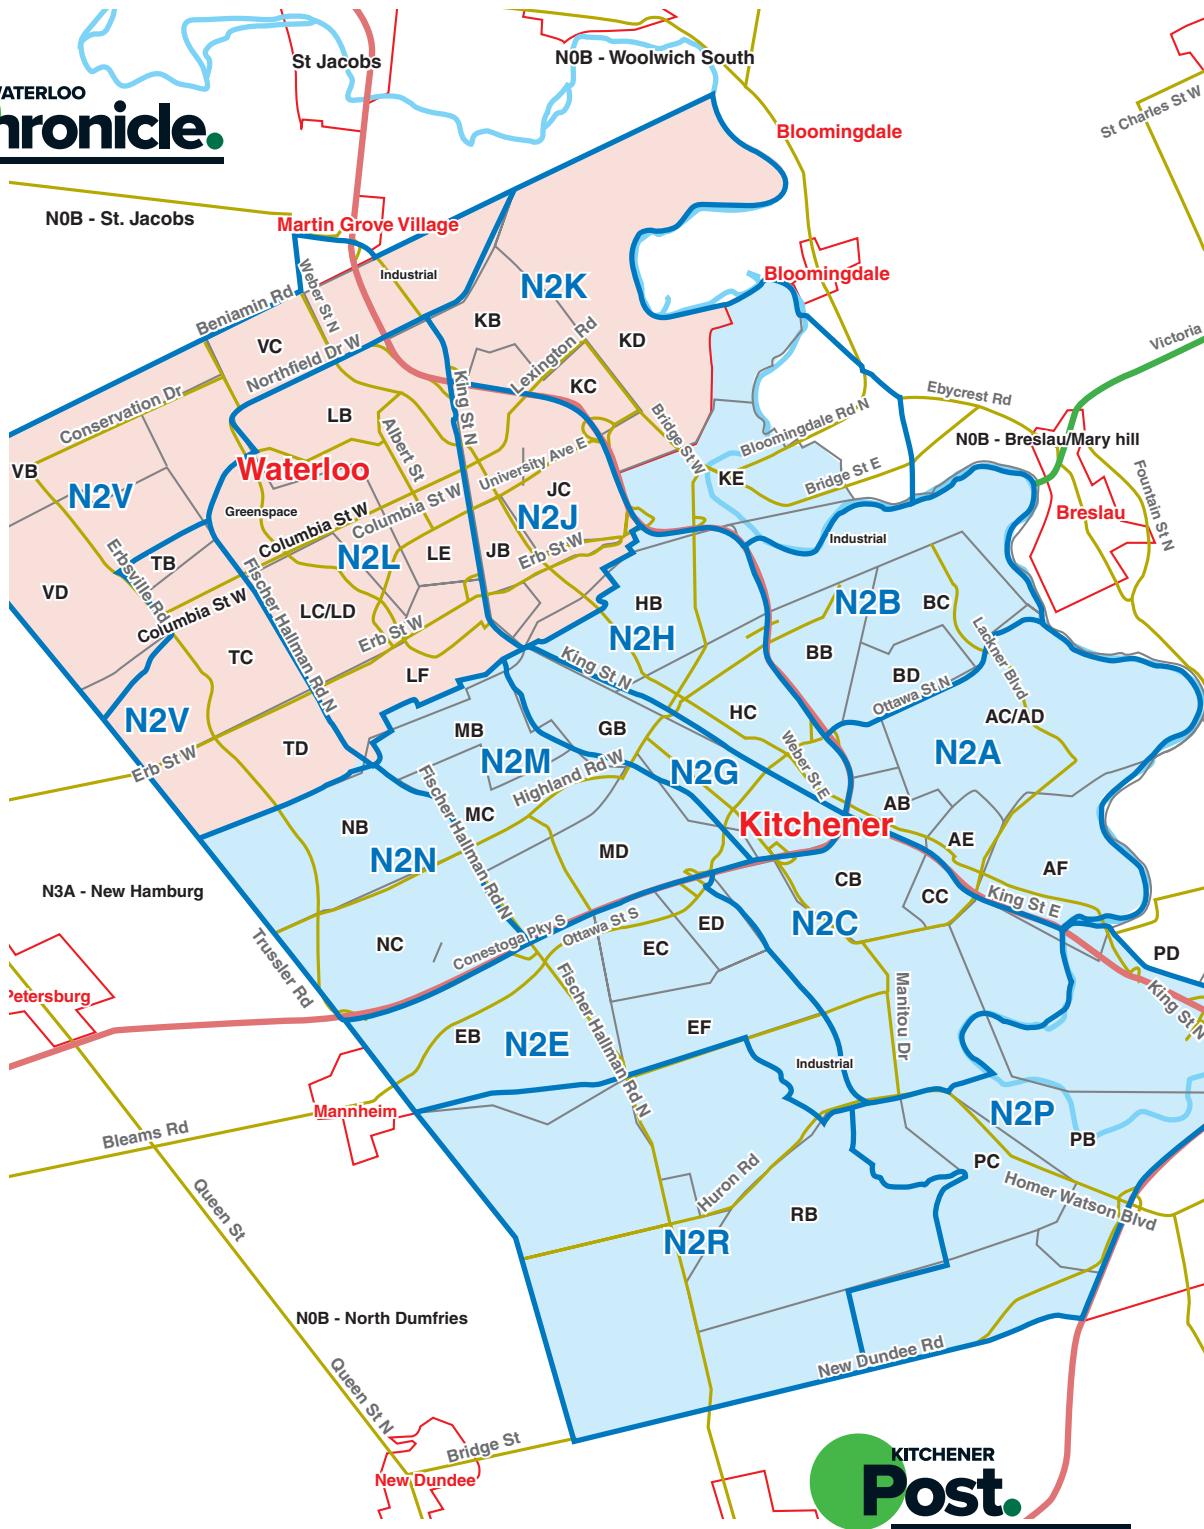 St Jacobs
N0B - Woolwich South
WATERLOO
hronicle.
Bloomingdale
St Charles St W
N0B - St. Jacobs
Martin Grove Village
Industrial
Weber St N
Bloomingdale
N2K
Benjamin Rd
KB
KD
VC
Northfield Dr W
Lexington Rd
Victoria
KC
King St N
Ebycrest Rd
Conservation Dr
LB
Albert St
Bridge St W
Bloomingdale Rd N
N0B - Breslau/Mary hill
VB
Waterloo
University Ave E
KE
Bridge St E
Fountain St N
N2V
JC
Greenspace
Columbia St W
Columbia St W
N2J
Breslau
Erbsville Rd
TB
N2L
LE
JB
Erb St W
Industrial
VD
Fischer Hallman Rd N
Columbia St W
LC/LD
HB
N2B
BC
Erb St W
N2H
Lackner Blvd
TC
LF
King St N
BB
BD
Ottawa St N
N2V
MB
GB
HC
AC/AD
TD
Erb St W
N2M
Highland Rd W
N2G
Weber St E
N2A
Fischer Hallman Rd N
MC
AB
NB
Kitchener
AE
N2N
MD
AF
N3A - New Hamburg
CB
CC
King St E
N2C
ED
NC
Conestoga Pky S
Ottawa St S
EC
PD
Trussler Rd
Petersburg
Fischer Hallman Rd N
Manitou Dr
King St N
EB
N2E
EF
Industrial
Mannheim
N2P
Bleams Rd
PB
PC
Huron Rd
Homer Watson Blvd
Queen St
RB
N2R
N0B - North Dumfries
New Dundee Rd
Queen St N
Bridge St
New Dundee
KITCHENER
Post.